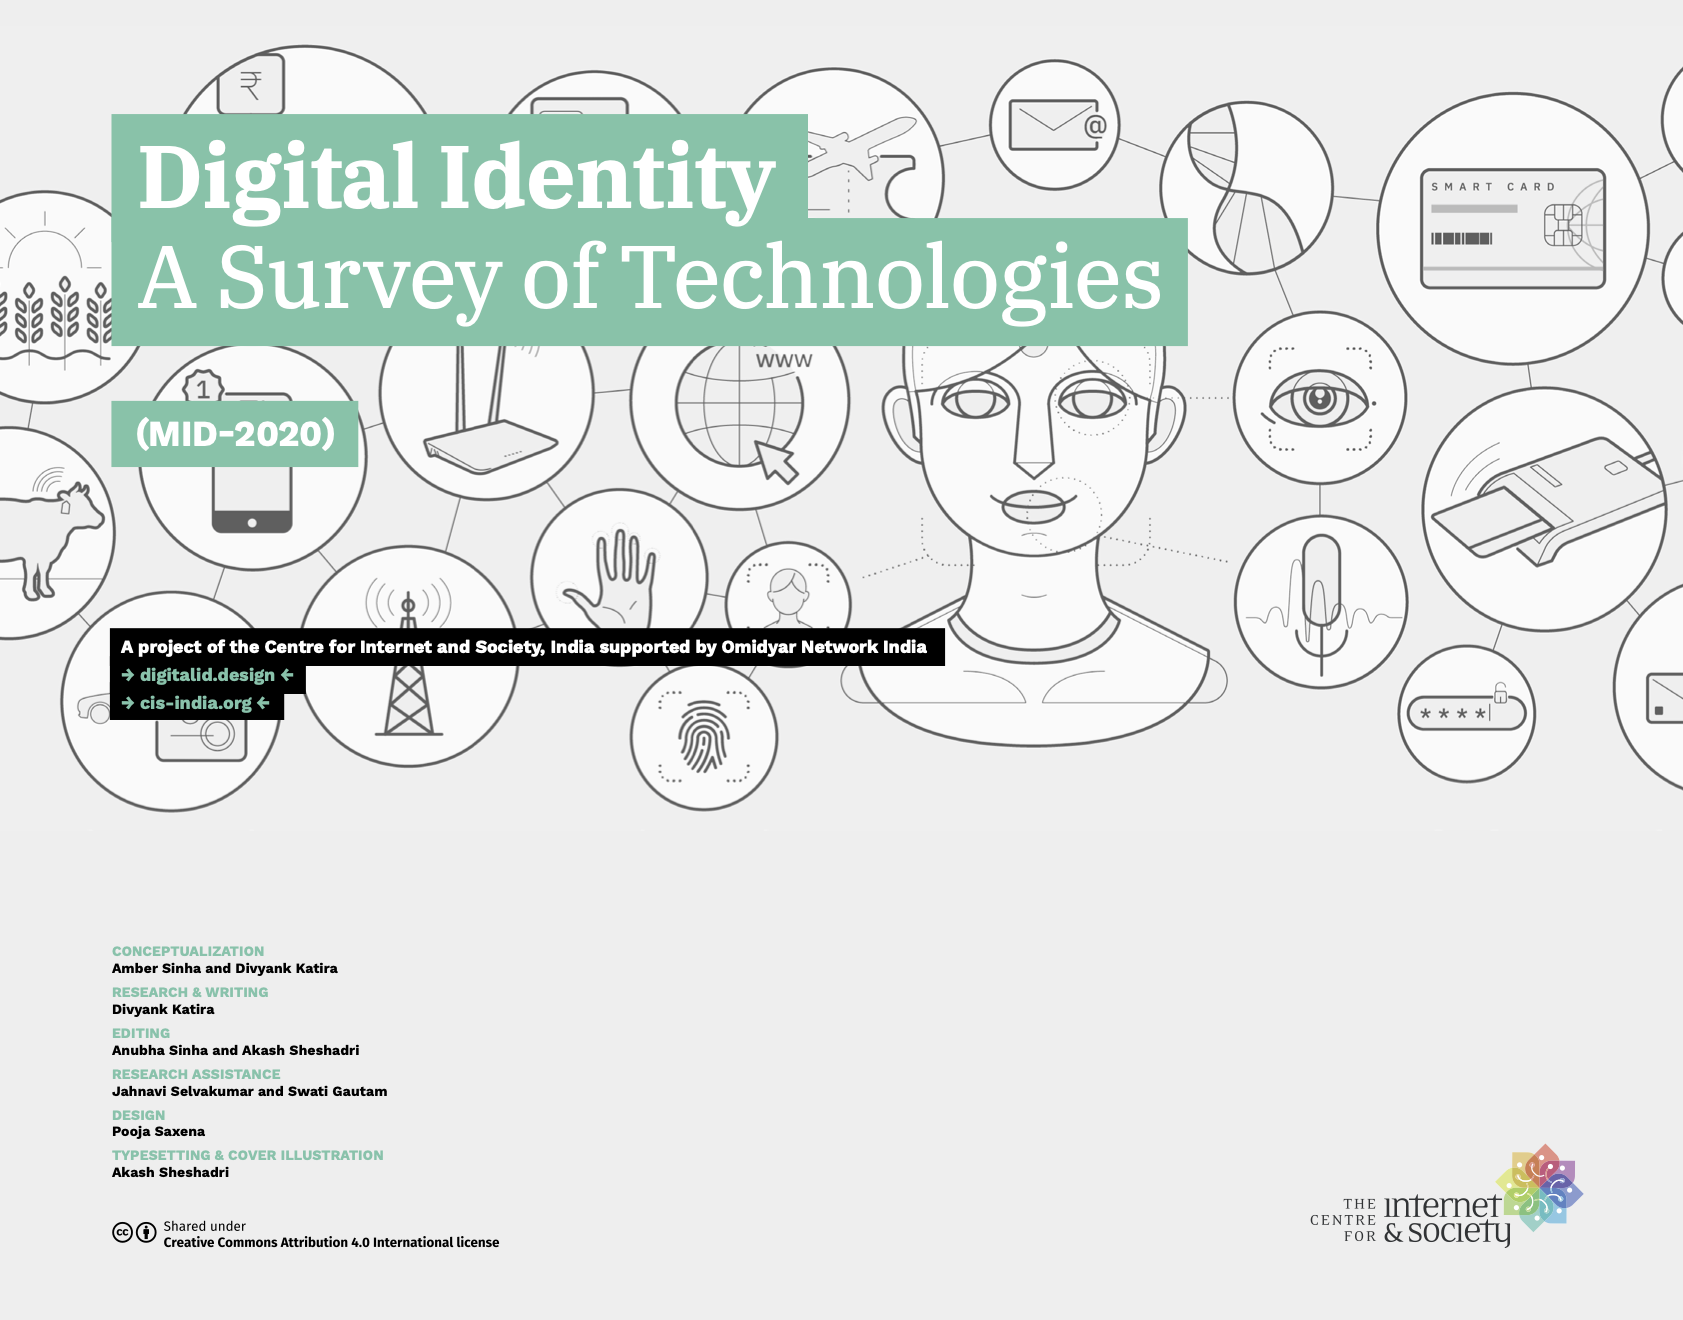 ₹
@
SMART CARD
Digital Identity
A Survey of Technologies
www
1
(MID-2020)
A project of the Centre for Internet and Society, India supported by Omidyar Network India
→ digitalid.design ←
→ cis-india.org ←
****|
CONCEPTUALIZATION
Amber Sinha and Divyank Katira
RESEARCH & WRITING
Divyank Katira
EDITING
Anubha Sinha and Akash Sheshadri
RESEARCH ASSISTANCE
Jahnavi Selvakumar and Swati Gautam
DESIGN
Pooja Saxena
TYPESETTING & COVER ILLUSTRATION
Akash Sheshadri
cc
Shared under
Creative Commons Attribution 4.0 International license
THE CENTRE FOR
internet
& society